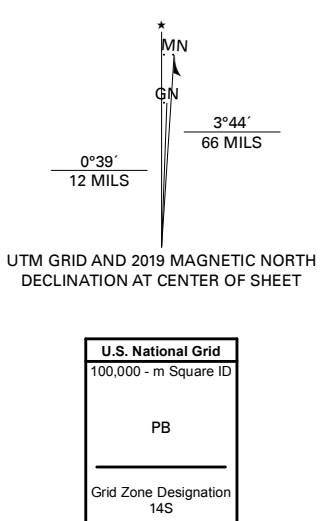 ★
MN
GN
3°44´
66 MILS
0°39´
12 MILS
UTM GRID AND 2019 MAGNETIC NORTH
DECLINATION AT CENTER OF SHEET
U.S. National Grid
100,000 - m Square ID
PB
Grid Zone Designation
14S